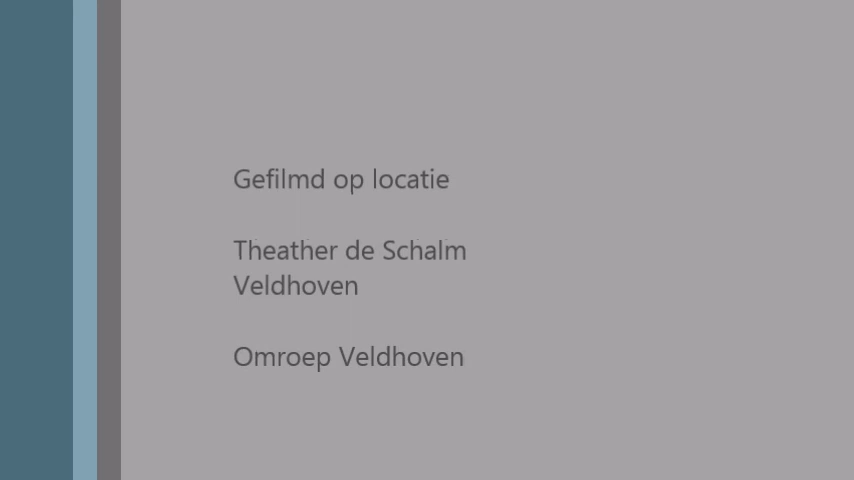 Gefilmd op locatie
Theather de Schalm
Veldhoven
Omroep Veldhoven